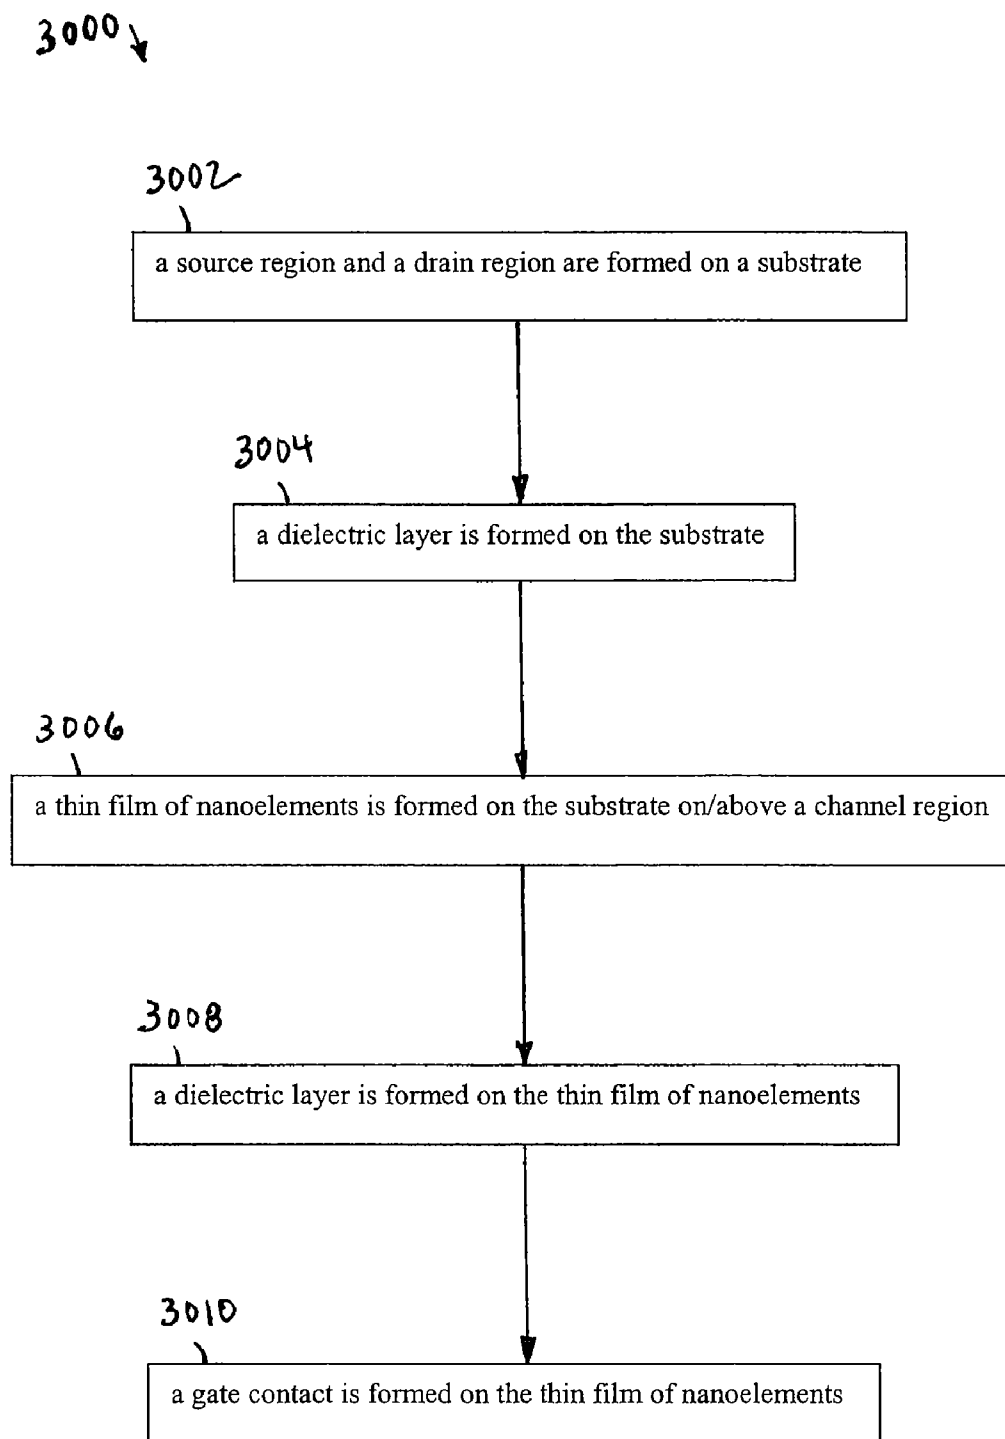 3000
3002
a source region and a drain region are formed on a substrate
3004
a dielectric layer is formed on the substrate
3006
a thin film of nanoelements is formed on the substrate on/above a channel region
3008
a dielectric layer is formed on the thin film of nanoelements
3010
a gate contact is formed on the thin film of nanoelements